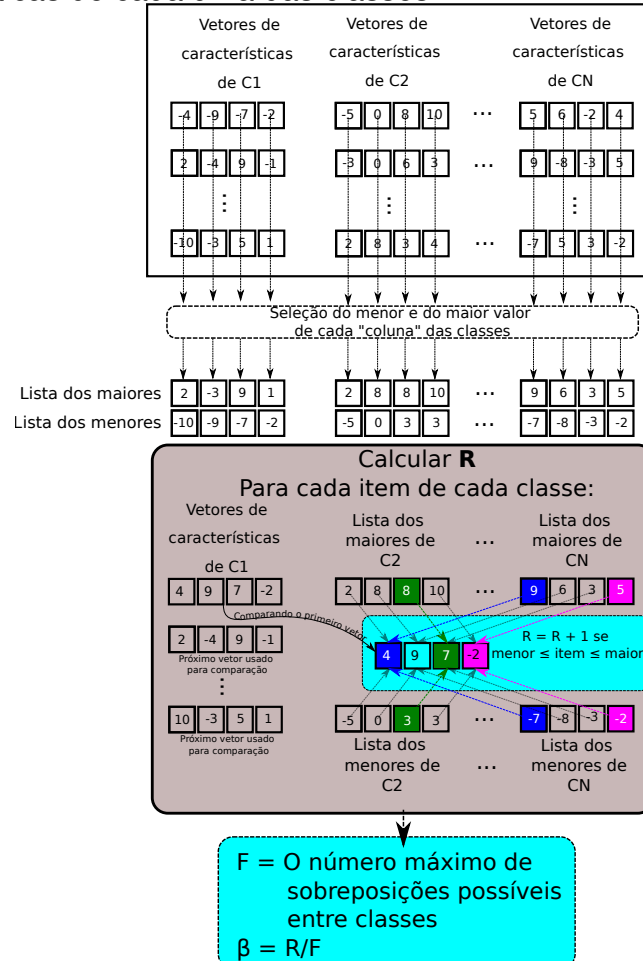 Vetores de Vetores de Vetores de
características características características
de C1 de C2 de CN
-4 -9 -7 -2 -5 0 8 10 ... 5 6 -2 4
2 -4 9 -1 -3 0 6 3 ... 9 -8 -3 5
... ... ...
-10 -3 5 1 2 8 3 4 ... -7 5 3 -2
Seleção do menor e do maior valor
de cada "coluna" das classes
Lista dos maiores 2 -3 9 1 2 8 8 10 ... 9 6 3 5
Lista dos menores -10 -9 -7 -2 -5 0 3 3 ... -7 -8 -3 -2
Calcular R
Para cada item de cada classe:
Vetores de
características
de C1
Lista dos
maiores de
C2
...
Lista dos
maiores de
CN
4 9 7 -2 2 8 8 10 ... 9 6 3 5
Comparando o primeiro vetor
2 -4 9 -1
Próximo vetor usado
para comparação
...
4 9 7 -2
R = R + 1 se
menor ≤ item ≤ maior
10 -3 5 1 -5 0 3 3 ... -7 -8 -3 -2
Próximo vetor usado
para comparação
Lista dos
menores de
C2
...
Lista dos
menores de
CN
F = O número máximo de
sobreposições possíveis
entre classes
β = R/F